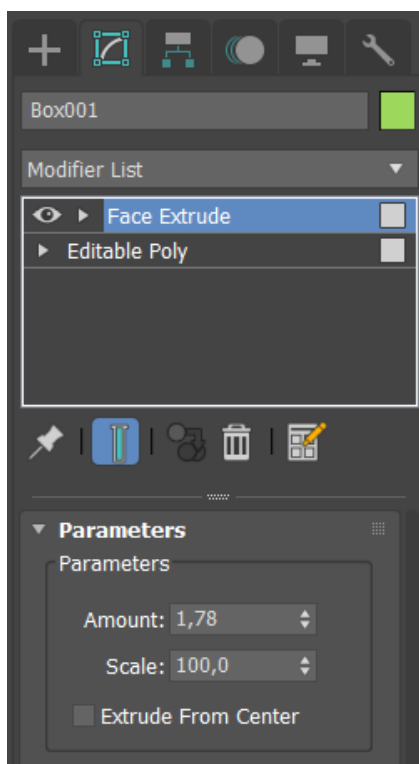 Box001
Modifier List
Face Extrude
Editable Poly
Parameters
Parameters
Amount: 1,78
Scale: 100,0
Extrude From Center